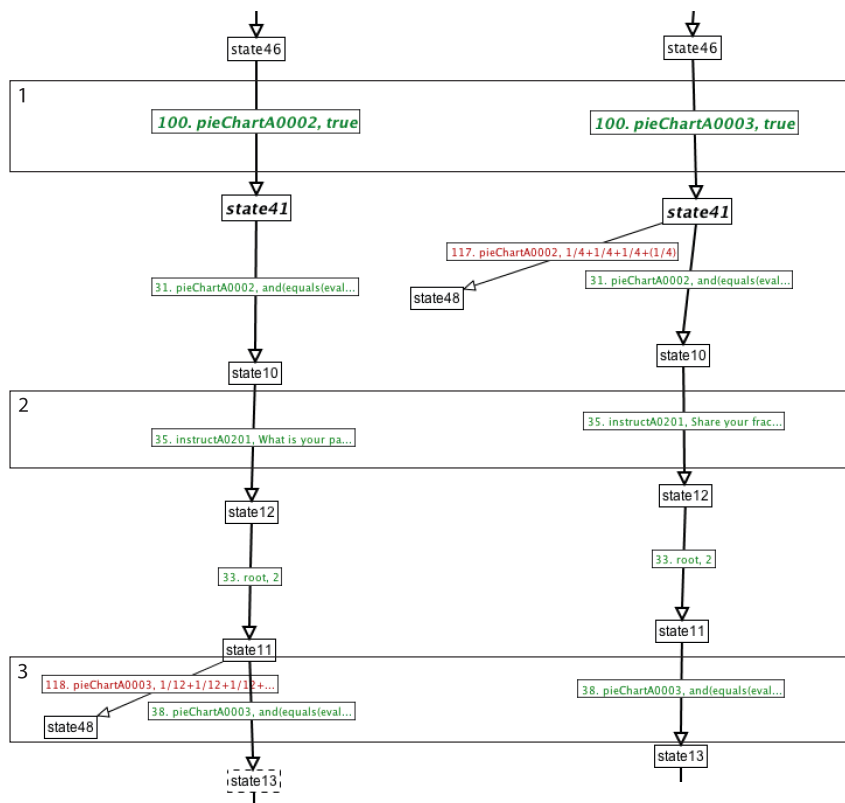 state46
state46
1
100. pieChartA0002, true
100. pieChartA0003, true
state41
state41
117. pieChartA0002, 1/4+1/4+1/4+(1/4)
31. pieChartA0002, and(equals(eval...
31. pieChartA0002, and(equals(eval...
state48
state10
state10
2
35. instructA0201, What is your pa...
35. instructA0201, Share your frac...
state12
state12
33. root, 2
33. root, 2
state11
state11
3
118. pieChartA0003, 1/12+1/12+1/12+...
38. pieChartA0003, and(equals(eval...
38. pieChartA0003, and(equals(eval...
state48
state13
state13